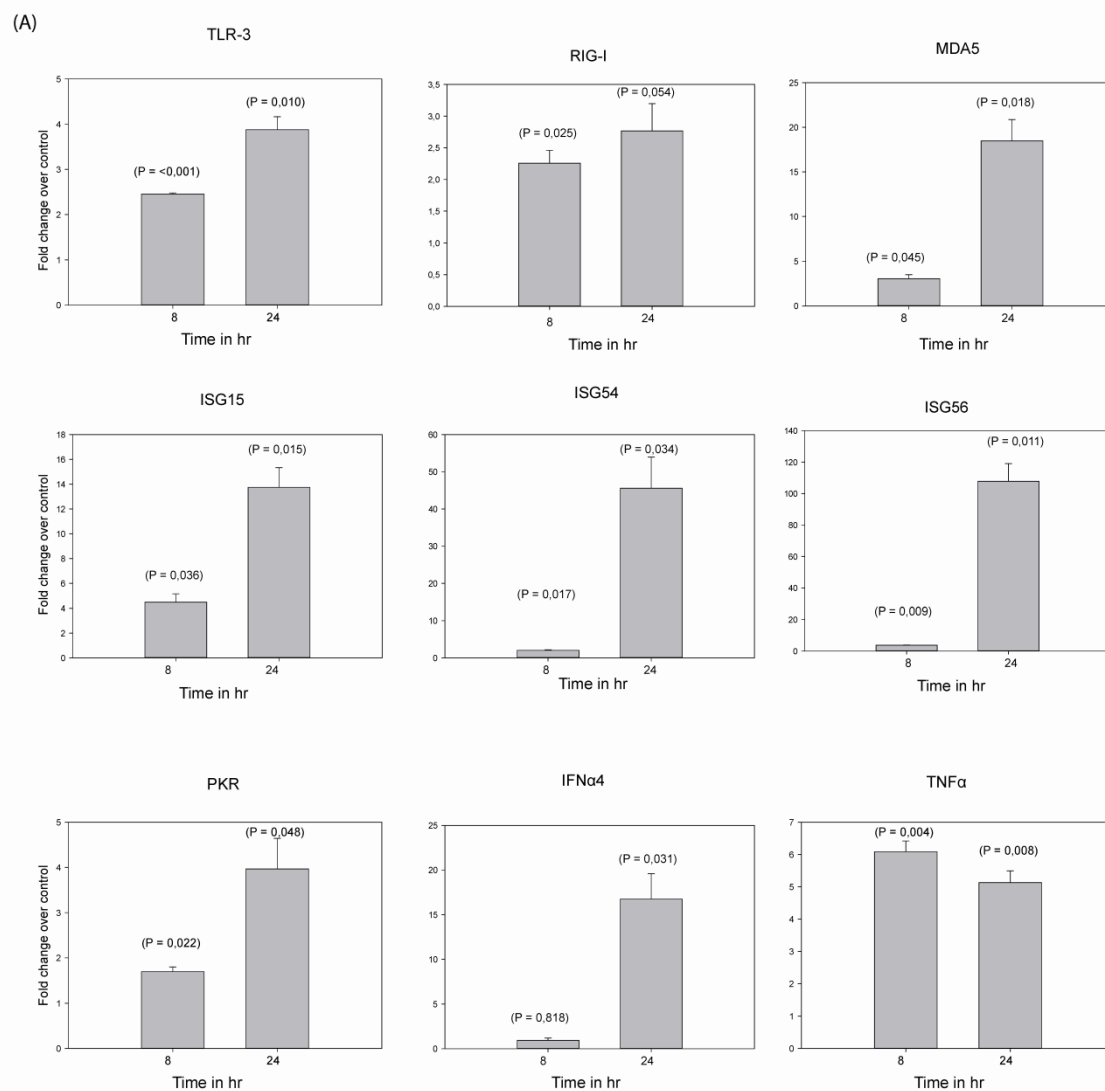 (A)
TLR-3
Fold change over control
5
4
3
2
1
0
(P = <0,001)
(P = 0,010)
8
24
Time in hr
RIG-I
3,5
3,0
2,5
2,0
1,5
1,0
0,5
0,0
(P = 0,025)
(P = 0,054)
8
24
Time in hr
MDA5
25
20
15
10
5
0
(P = 0,045)
(P = 0,018)
8
24
Time in hr
ISG15
Fold change over control
18
16
14
12
10
8
6
4
2
0
(P = 0,036)
(P = 0,015)
8
24
Time in hr
ISG54
60
50
40
30
20
10
0
(P = 0,017)
(P = 0,034)
8
24
Time in hr
ISG56
140
120
100
80
60
40
20
0
(P = 0,009)
(P = 0,011)
8
24
Time in hr
PKR
Fold change over control
5
4
3
2
1
0
(P = 0,022)
(P = 0,048)
8
24
Time in hr
IFNα4
25
20
15
10
5
0
(P = 0,818)
(P = 0,031)
8
24
Time in hr
TNFα
7
6
5
4
3
2
1
0
(P = 0,004)
(P = 0,008)
8
24
Time in hr